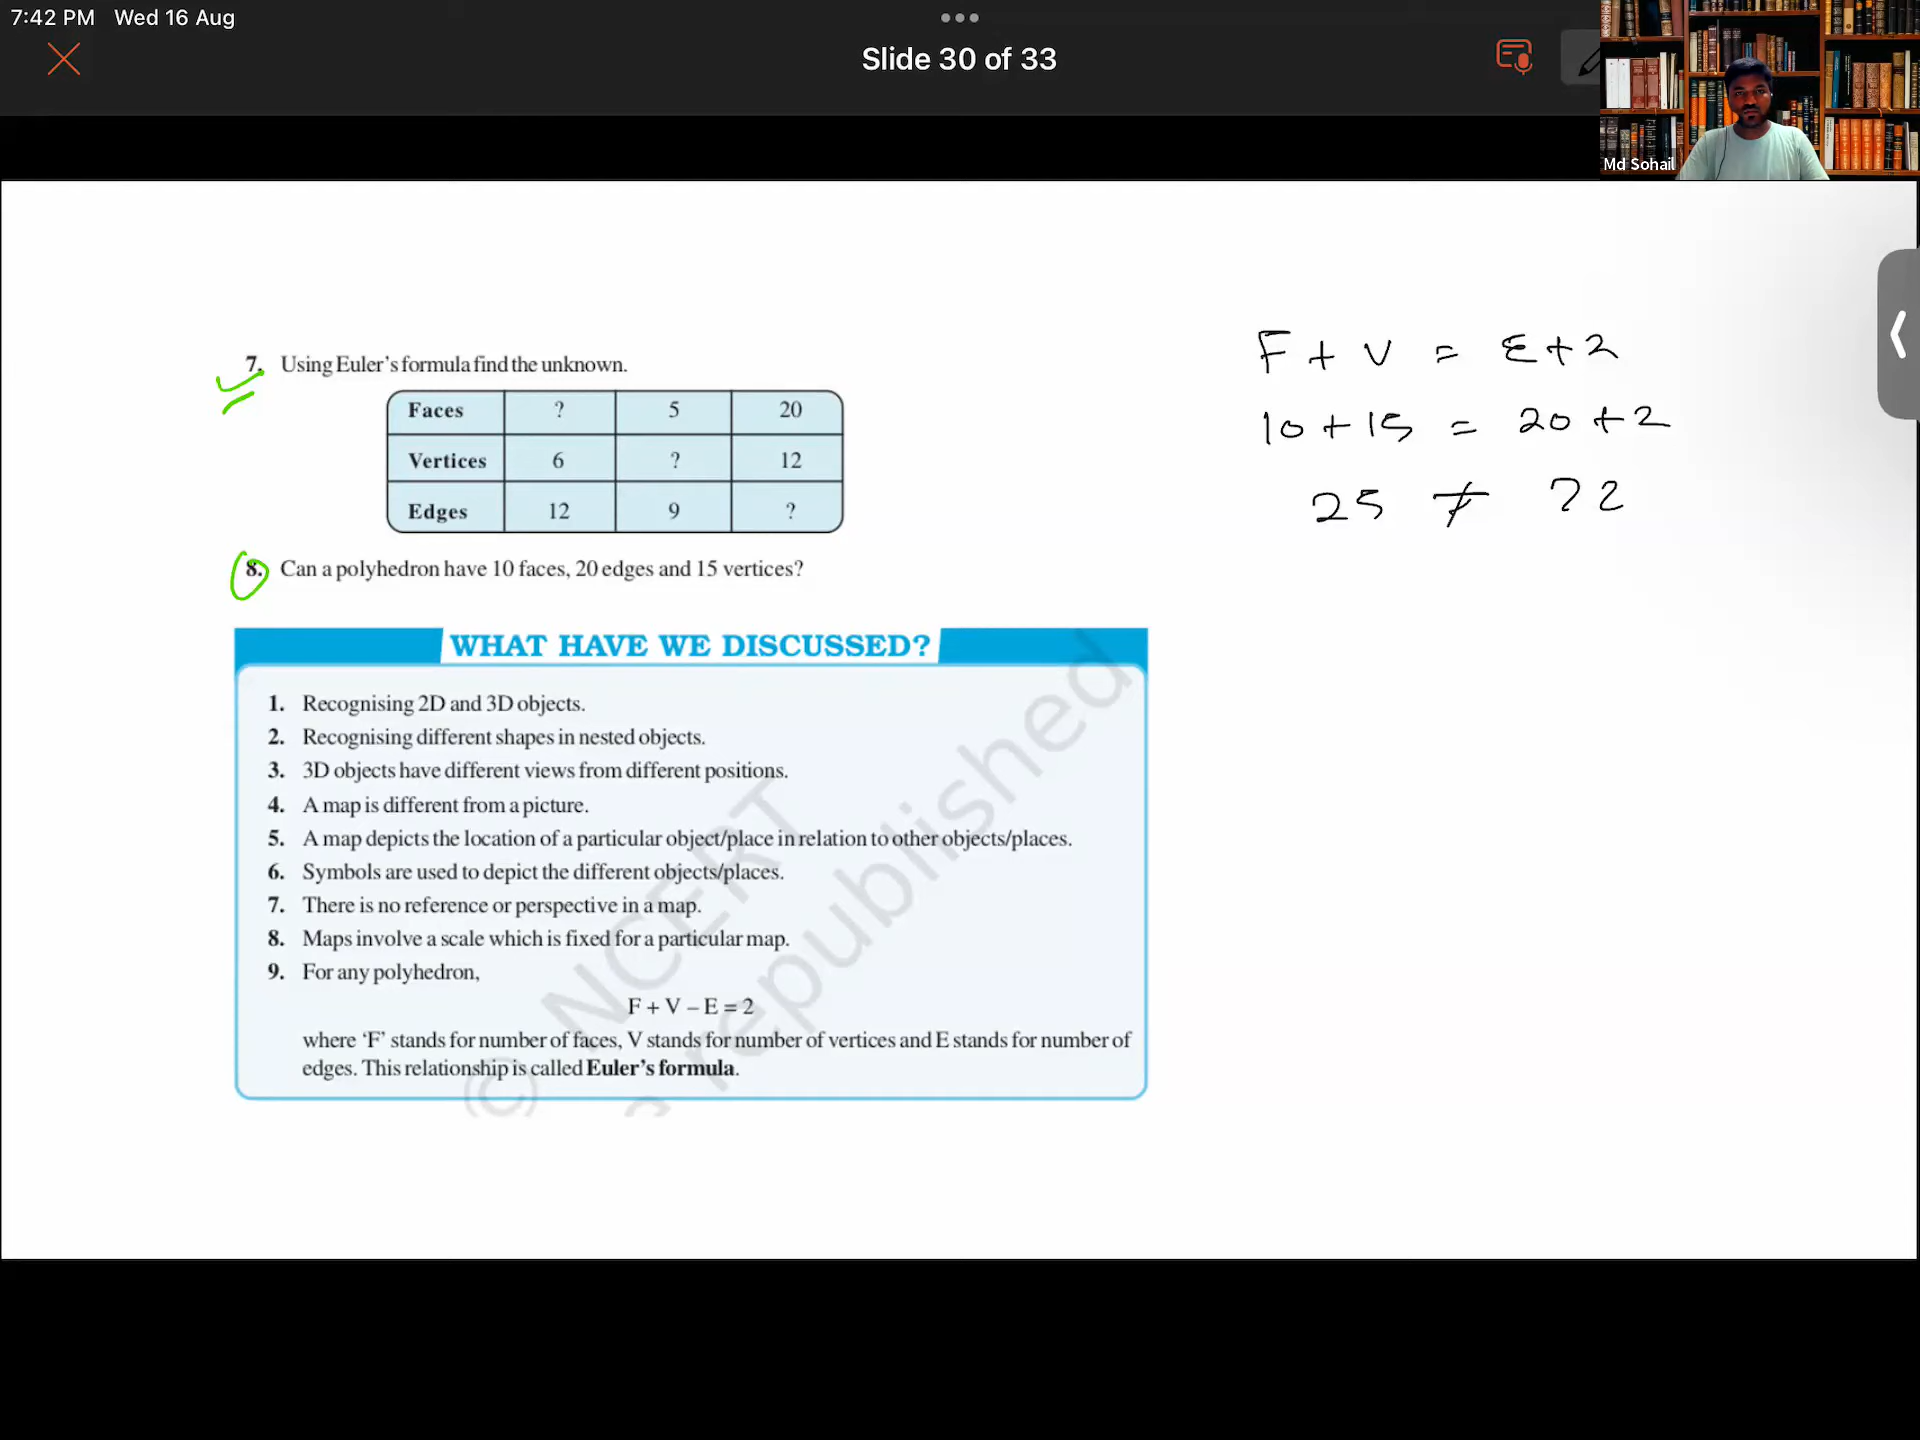 7:42 PM Wed 16 Aug
Slide 30 of 33
Md Sohail
7. Using Euler's formula find the unknown.
Faces ? 5 20
Vertices 6 ? 12
Edges 12 9 ?
8. Can a polyhedron have 10 faces, 20 edges and 15 vertices?
F + V = E + 2
10 + 15 = 20 + 2
25 ≠ 22
WHAT HAVE WE DISCUSSED?
1. Recognising 2D and 3D objects.
2. Recognising different shapes in nested objects.
3. 3D objects have different views from different positions.
4. A map is different from a picture.
5. A map depicts the location of a particular object/place in relation to other objects/places.
6. Symbols are used to depict the different objects/places.
7. There is no reference or perspective in a map.
8. Maps involve a scale which is fixed for a particular map.
9. For any polyhedron,
F + V – E = 2
where ‘F’ stands for number of faces, V stands for number of vertices and E stands for number of
edges. This relationship is called Euler's formula.
© NCERT
republished